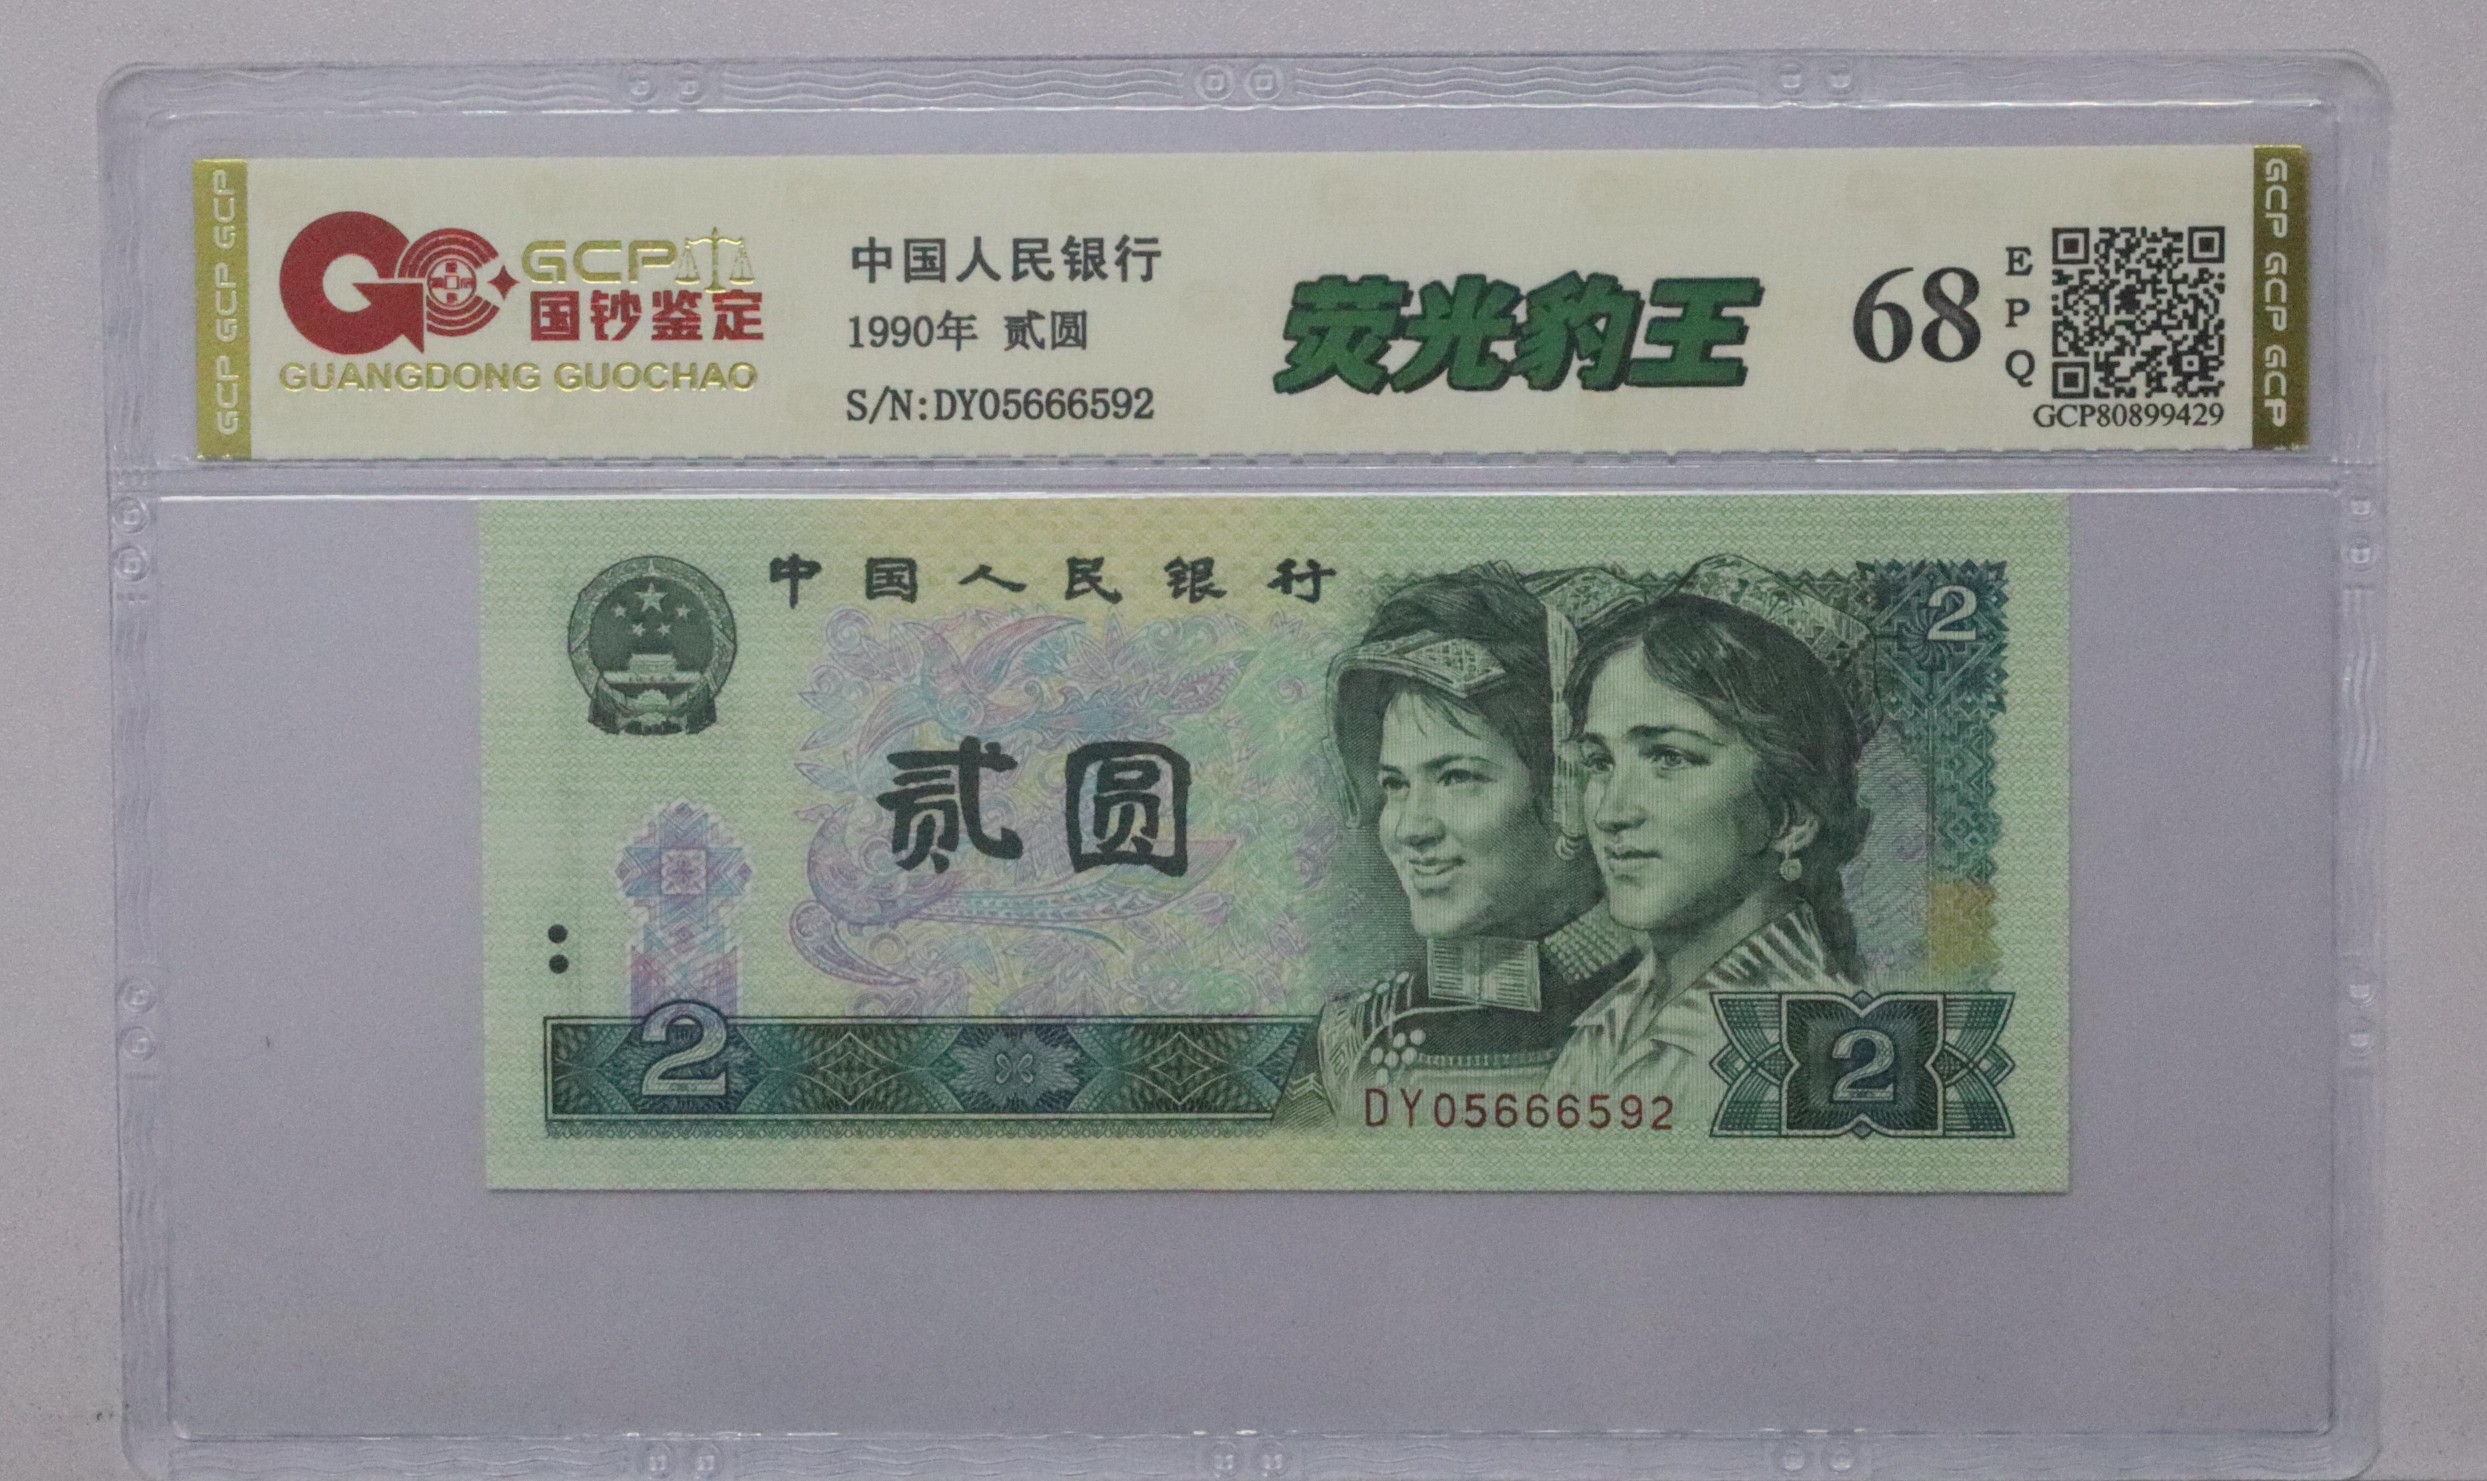 GCP GCP GCP
GCP
国钞鉴定
GUANGDONG GUOCHAO
中国人民银行
1990年 贰圆
S/N:DY05666592
荧光豹王
68
EPQ
GCP80899429
GCP GCP GCP
中国人民银行
2
贰圆
2
DY05666592
2